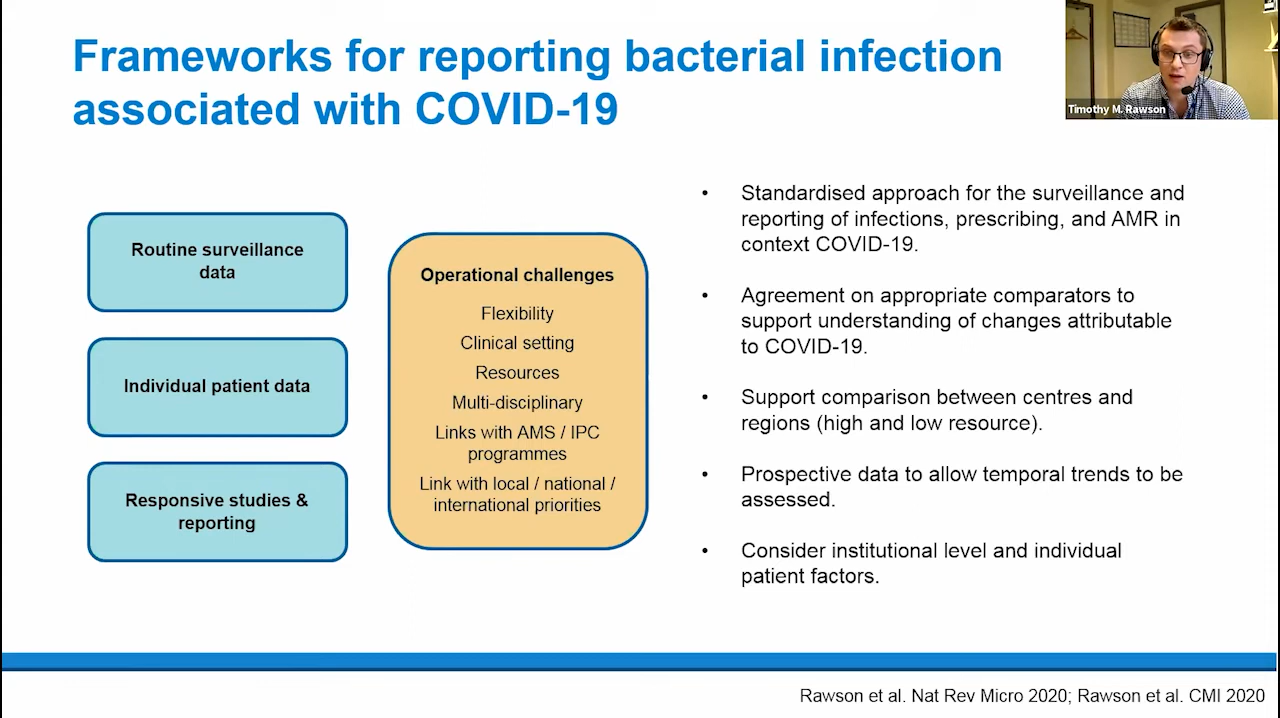 Frameworks for reporting bacterial infection
associated with COVID-19
Timothy M. Rawson
Routine surveillance
data
Individual patient data
Responsive studies &
reporting
Operational challenges
Flexibility
Clinical setting
Resources
Multi-disciplinary
Links with AMS / IPC
programmes
Link with local / national /
international priorities
• Standardised approach for the surveillance and
reporting of infections, prescribing, and AMR in
context COVID-19.
• Agreement on appropriate comparators to
support understanding of changes attributable
to COVID-19.
• Support comparison between centres and
regions (high and low resource).
• Prospective data to allow temporal trends to be
assessed.
• Consider institutional level and individual
patient factors.
Rawson et al. Nat Rev Micro 2020; Rawson et al. CMI 2020